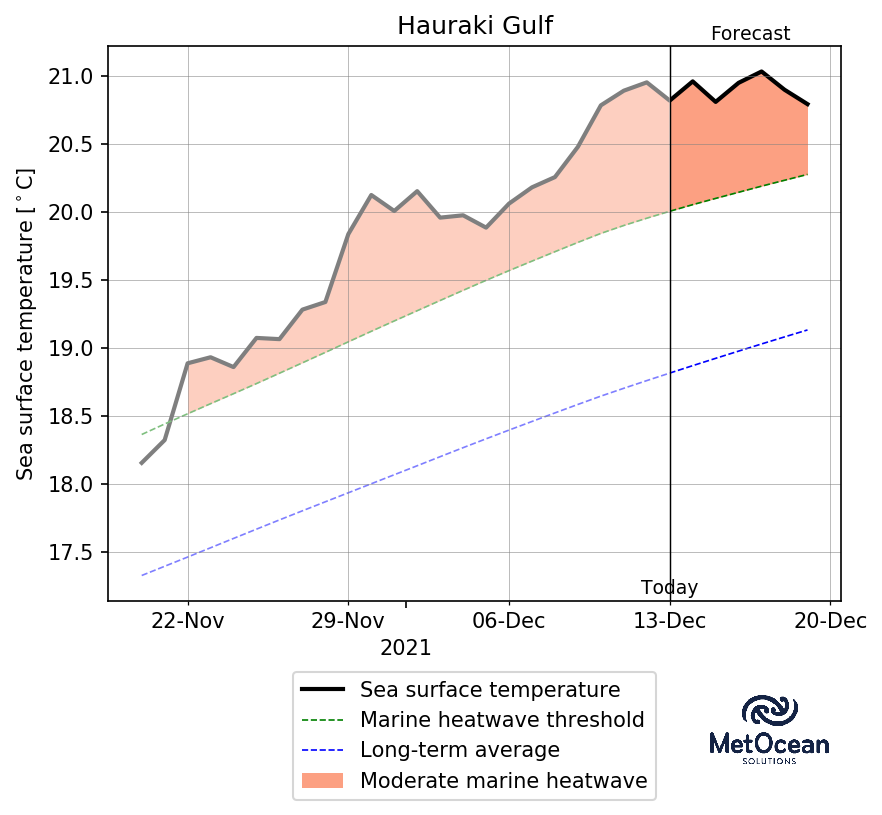 Hauraki Gulf
Forecast
Sea surface temperature [ °C]
21.0
20.5
20.0
19.5
19.0
18.5
18.0
17.5
Today
22-Nov 29-Nov 06-Dec 13-Dec 20-Dec
2021
Sea surface temperature
Marine heatwave threshold
Long-term average
Moderate marine heatwave
MetOcean
SOLUTIONS